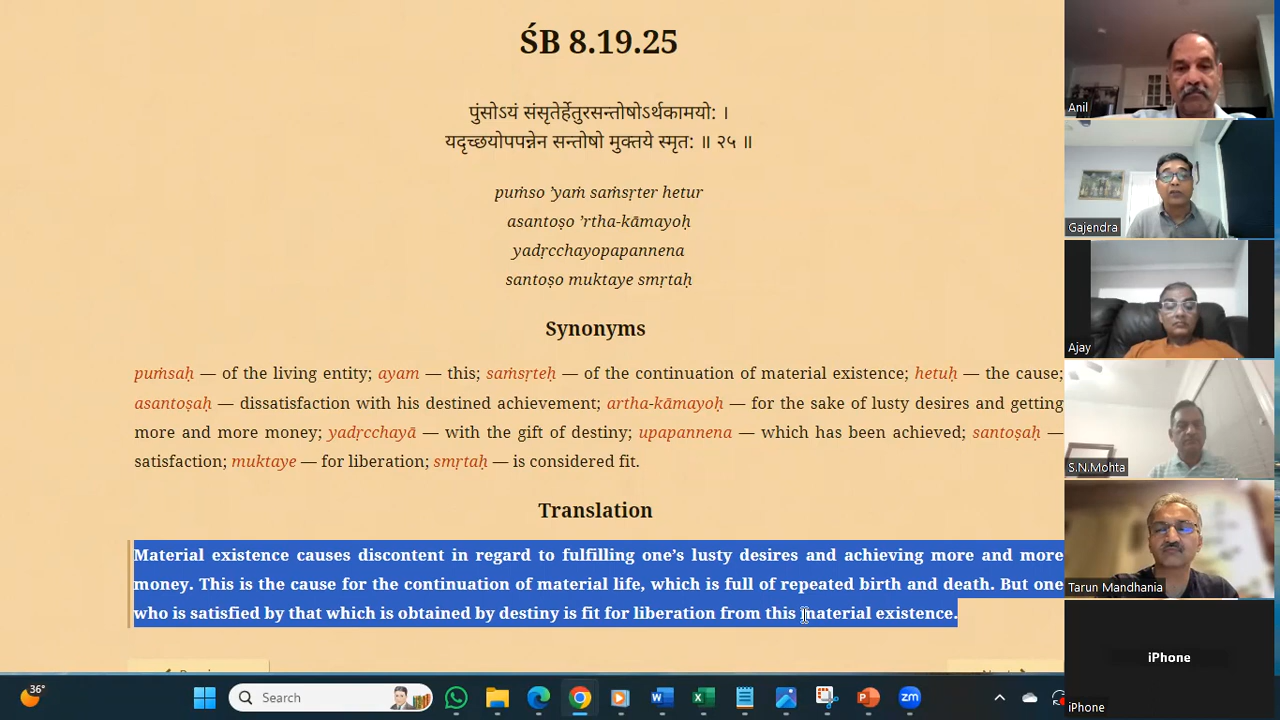 ŚB 8.19.25
पुंसोऽयं संसृतेर्हेतुरसन्तोषोऽर्थकामयो: ।
यदृच्छयोपपन्नेन सन्तोषो मुक्तये स्मृत: ॥ २५ ॥
puṁso ’yaṁ saṁsṛter hetur
asantoṣo ’rtha-kāmayoḥ
yadṛcchayopapannena
santoṣo muktaye smṛtaḥ
Synonyms
puṁsaḥ — of the living entity; ayam — this; saṁsṛteḥ — of the continuation of material existence; hetuḥ — the cause;
asantoṣaḥ — dissatisfaction with his destined achievement; artha-kāmayoḥ — for the sake of lusty desires and getting
more and more money; yadṛcchayā — with the gift of destiny; upapannena — which has been achieved; santoṣaḥ —
satisfaction; muktaye — for liberation; smṛtaḥ — is considered fit.
Translation
Material existence causes discontent in regard to fulfilling one’s lusty desires and achieving more and more
money. This is the cause for the continuation of material life, which is full of repeated birth and death. But one
who is satisfied by that which is obtained by destiny is fit for liberation from this material existence.
Anil
Gajendra
Ajay
S.N.Mohta
Tarun Mandhania
iPhone
iPhone
36°
Search
zm